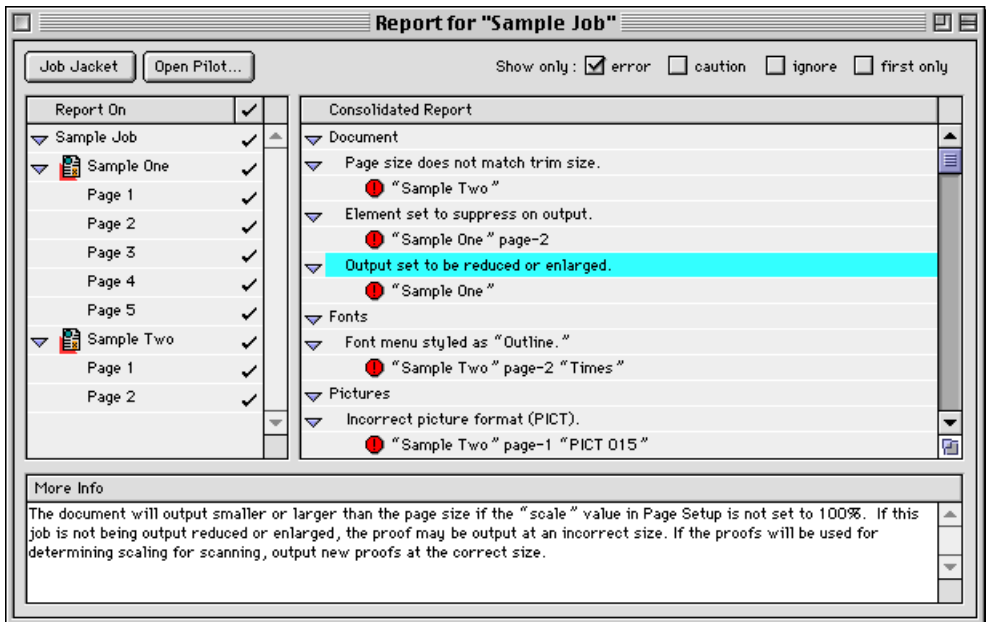 Report for "Sample Job"
Job Jacket
Open Pilot...
Show only : error caution ignore first only
Report On
Sample Job
Sample One
Page 1
Page 2
Page 3
Page 4
Page 5
Sample Two
Page 1
Page 2
Consolidated Report
Document
Page size does not match trim size.
“Sample Two”
Element set to suppress on output.
“Sample One” page-2
Output set to be reduced or enlarged.
“Sample One”
Fonts
Font menu styled as “Outline.”
“Sample Two” page-2 “Times”
Pictures
Incorrect picture format (PICT).
“Sample Two” page-1 “PICT 015”
More Info
The document will output smaller or larger than the page size if the “scale” value in Page Setup is not set to 100%. If this
job is not being output reduced or enlarged, the proof may be output at an incorrect size. If the proofs will be used for
determining scaling for scanning, output new proofs at the correct size.